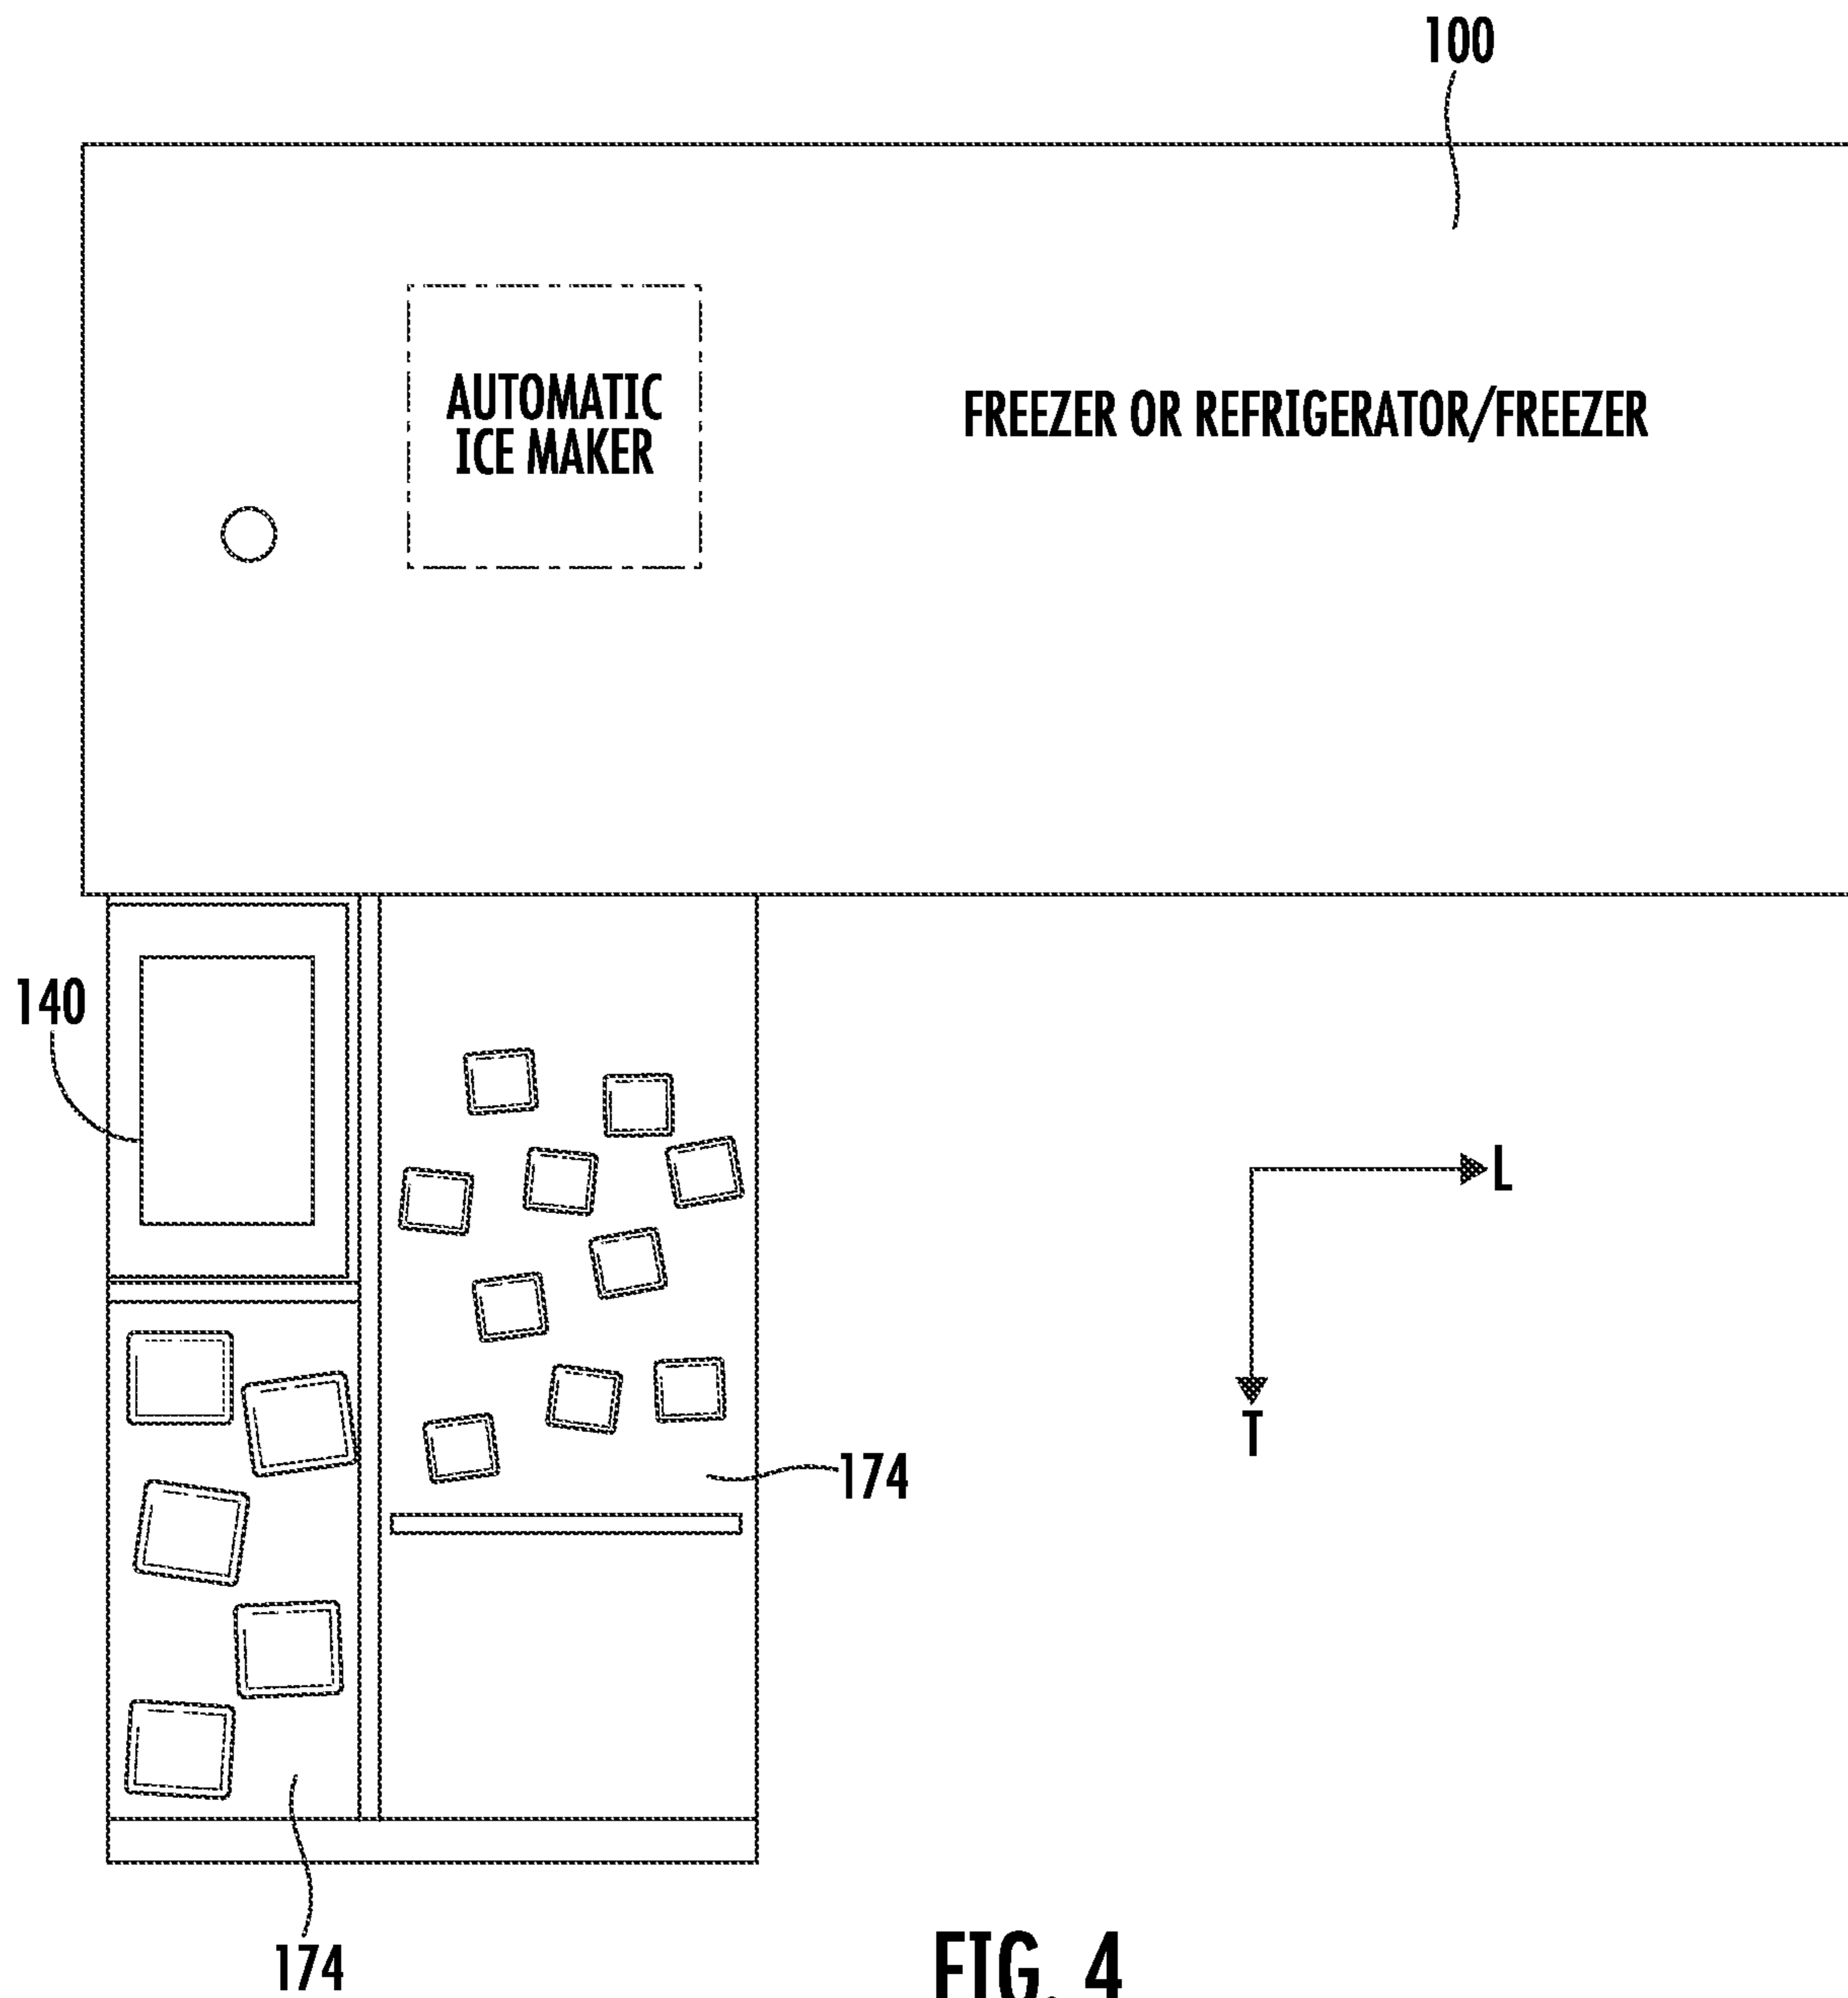 100
AUTOMATIC
ICE MAKER
FREEZER OR REFRIGERATOR/FREEZER
140
L
T
174
174
FIG. 4